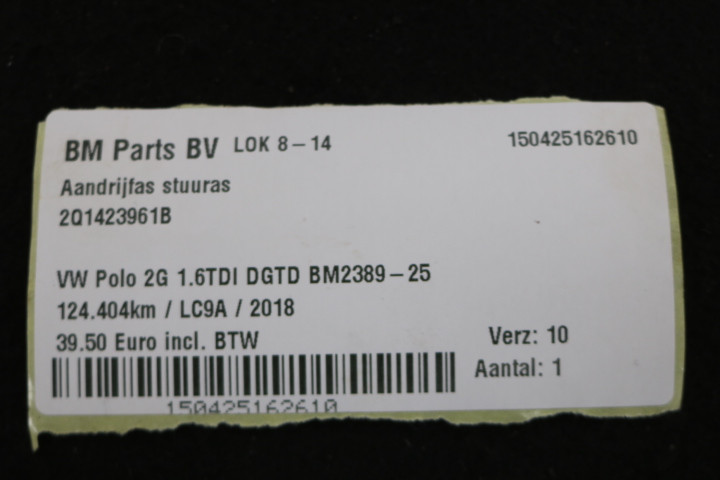 BM Parts BV LOK 8-14 150425162610
Aandrijfas stuuras
2Q1423961B
VW Polo 2G 1.6TDI DGTD BM2389-25
124.404km / LC9A / 2018
39.50 Euro incl. BTW Verz: 10
Aantal: 1
150425162610